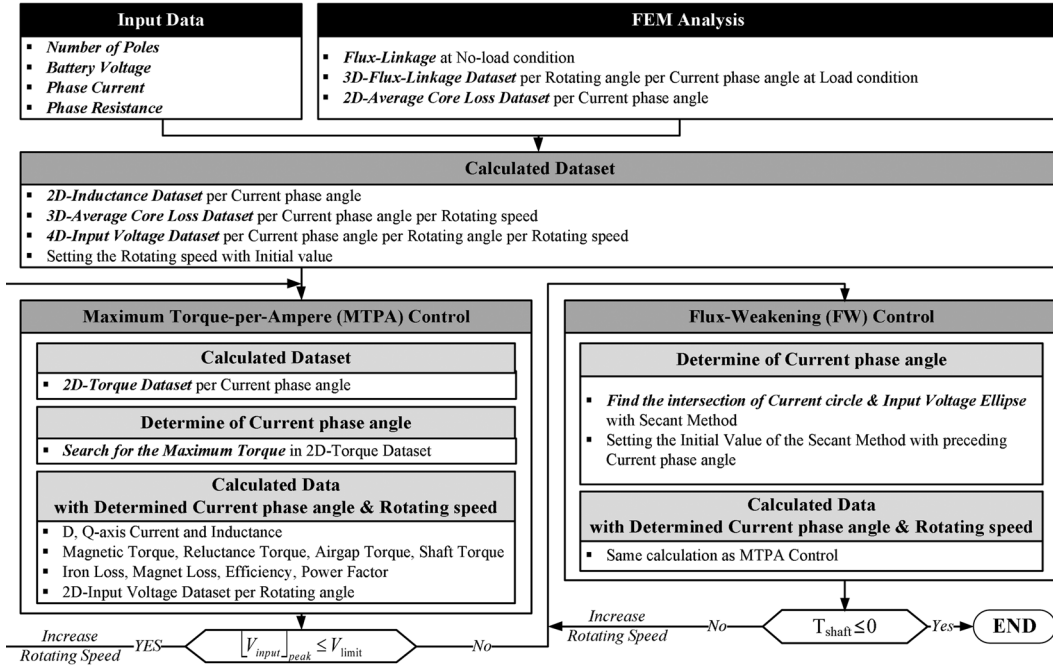 Input Data
▪ Number of Poles
▪ Battery Voltage
▪ Phase Current
▪ Phase Resistance
FEM Analysis
▪ Flux-Linkage at No-load condition
▪ 3D-Flux-Linkage Dataset per Rotating angle per Current phase angle at Load condition
▪ 2D-Average Core Loss Dataset per Current phase angle
Calculated Dataset
▪ 2D-Inductance Dataset per Current phase angle
▪ 3D-Average Core Loss Dataset per Current phase angle per Rotating speed
▪ 4D-Input Voltage Dataset per Current phase angle per Rotating angle per Rotating speed
▪ Setting the Rotating speed with Initial value
Maximum Torque-per-Ampere (MTPA) Control
Calculated Dataset
▪ 2D-Torque Dataset per Current phase angle
Determine of Current phase angle
▪ Search for the Maximum Torque in 2D-Torque Dataset
Calculated Data
with Determined Current phase angle & Rotating speed
▪ D, Q-axis Current and Inductance
▪ Magnetic Torque, Reluctance Torque, Airgap Torque, Shaft Torque
▪ Iron Loss, Magnet Loss, Efficiency, Power Factor
▪ 2D-Input Voltage Dataset per Rotating angle
Increase
Rotating Speed
YES
⌊V_input⌋_peak ≤ V_limit
No
Flux-Weakening (FW) Control
Determine of Current phase angle
▪ Find the intersection of Current circle & Input Voltage Ellipse
with Secant Method
▪ Setting the Initial Value of the Secant Method with preceding
Current phase angle
Calculated Data
with Determined Current phase angle & Rotating speed
▪ Same calculation as MTPA Control
Increase
Rotating Speed
No
T_shaft ≤ 0
Yes
END